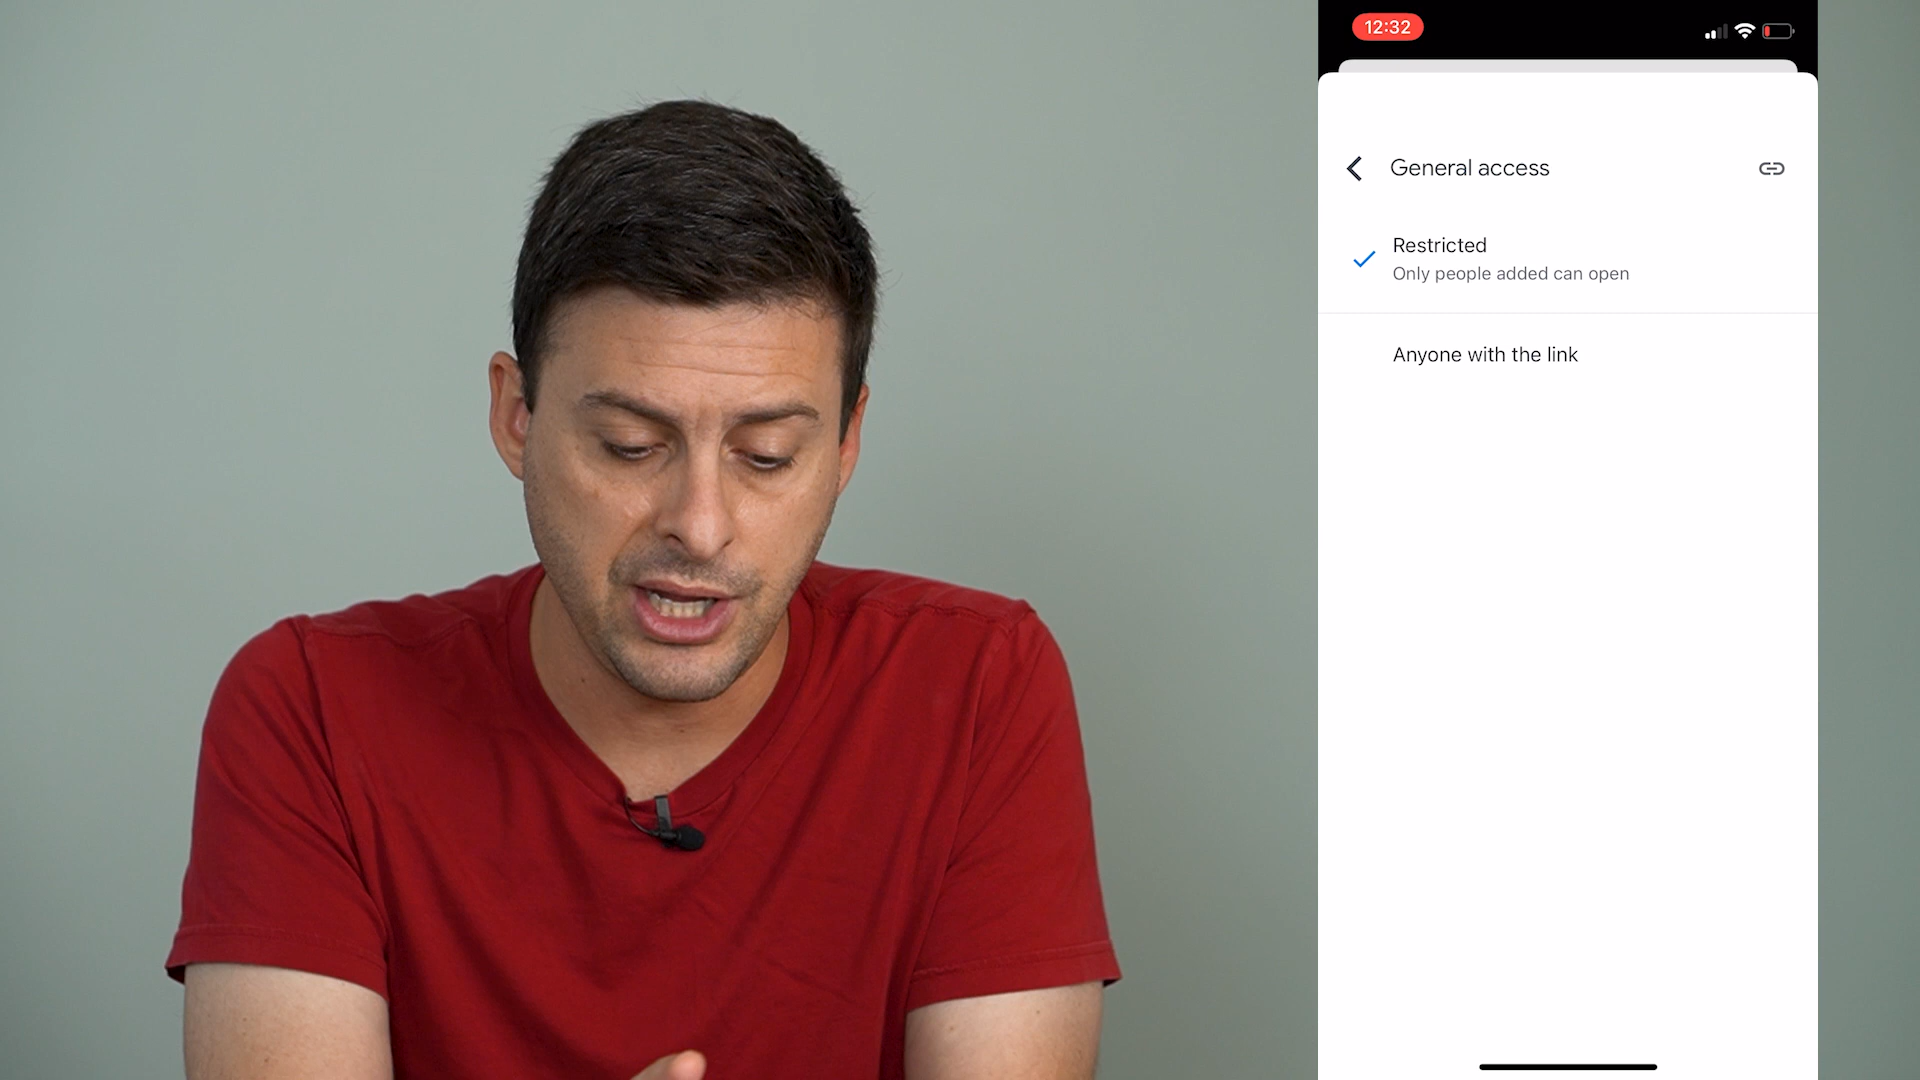 12:32
General access
Restricted
Only people added can open
Anyone with the link